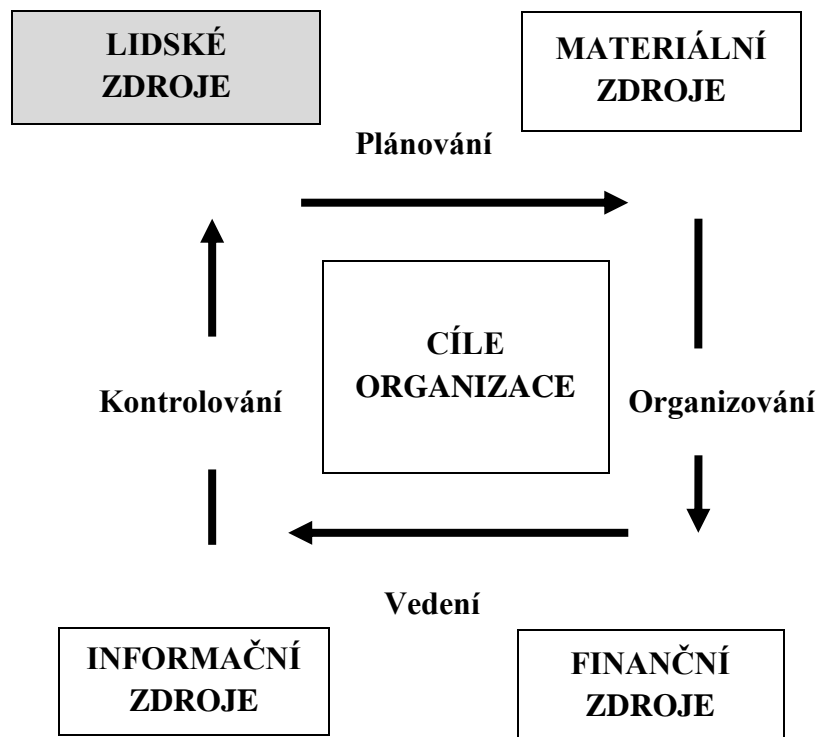 LIDSKÉ
ZDROJE
MATERIÁLNÍ
ZDROJE
Plánování
CÍLE
ORGANIZACE
Kontrolování
Organizování
Vedení
INFORMAČNÍ
ZDROJE
FINANČNÍ
ZDROJE